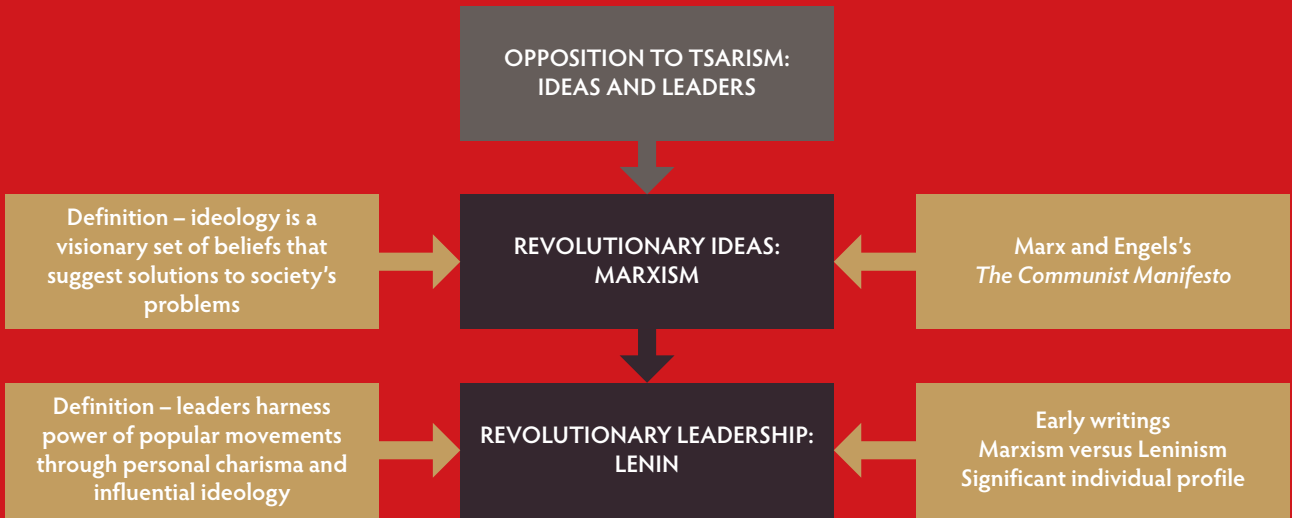 OPPOSITION TO TSARISM:
IDEAS AND LEADERS
Definition – ideology is a
visionary set of beliefs that
suggest solutions to society’s
problems
REVOLUTIONARY IDEAS:
MARXISM
Marx and Engels’s
The Communist Manifesto
Definition – leaders harness
power of popular movements
through personal charisma and
influential ideology
REVOLUTIONARY LEADERSHIP:
LENIN
Early writings
Marxism versus Leninism
Significant individual profile